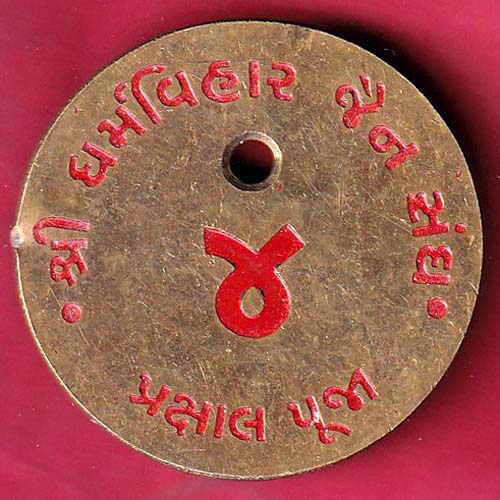 • શ્રી ધર્મવિહાર જૈન સંઘ •
૪
પ્રક્ષાલ પૂજા